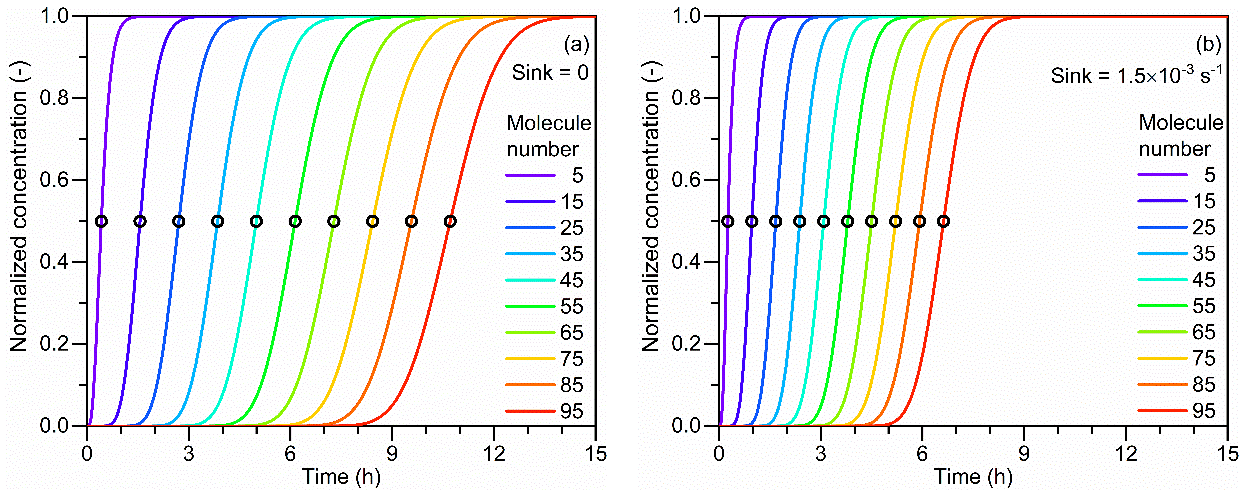 1.0
0.8
0.6
0.4
0.2
0.0
Normalized concentration (-)
(a)
Sink = 0
Molecule
number
5
15
25
35
45
55
65
75
85
95
0 3 6 9 12 15
Time (h)
1.0
0.8
0.6
0.4
0.2
0.0
Normalized concentration (-)
(b)
Sink = 1.5×10⁻³ s⁻¹
Molecule
number
5
15
25
35
45
55
65
75
85
95
0 3 6 9 12 15
Time (h)